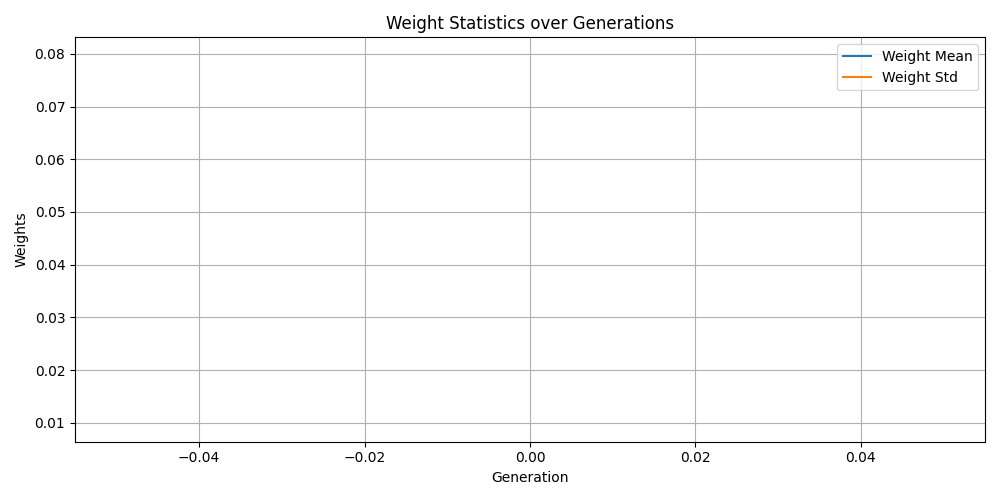 Weight Statistics over Generations
Weight Mean
Weight Std
Weights
0.08
0.07
0.06
0.05
0.04
0.03
0.02
0.01
−0.04
−0.02
0.00
0.02
0.04
Generation